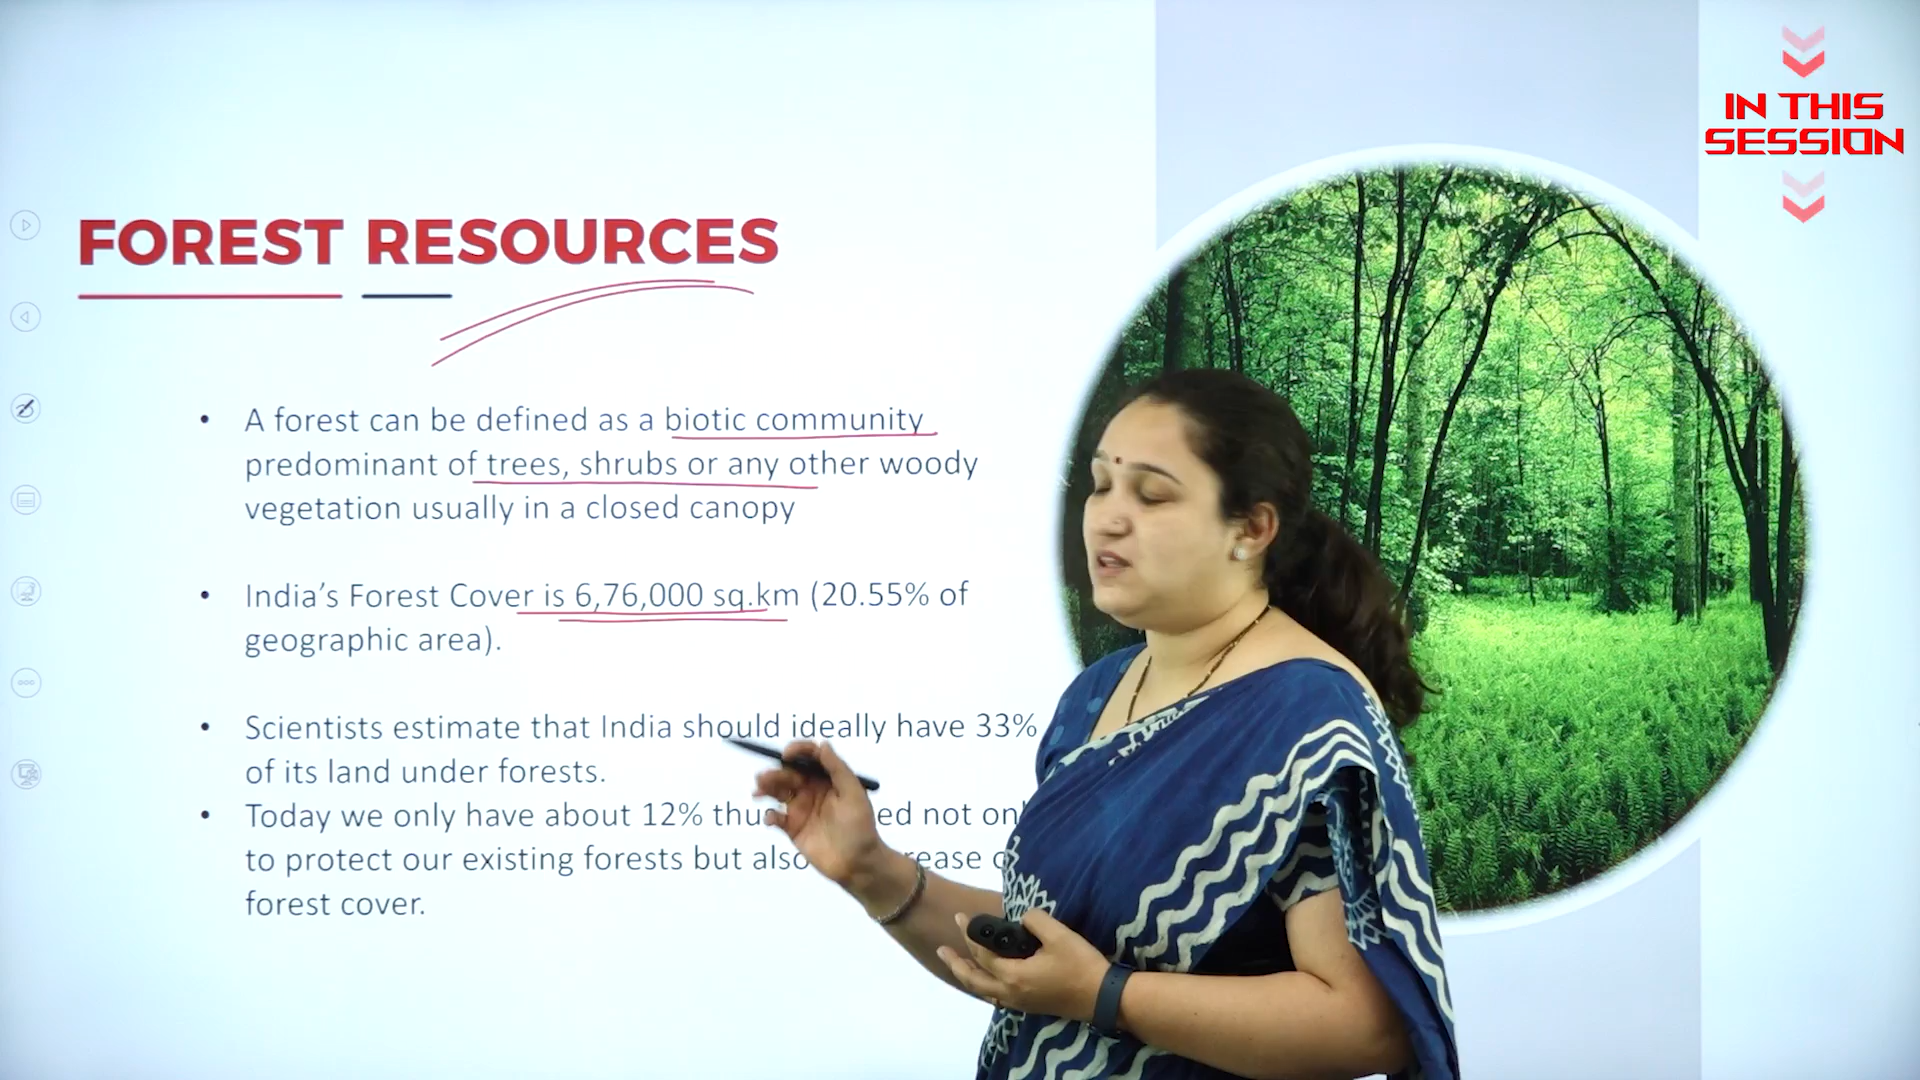 IN THIS
SESSION
FOREST RESOURCES
• A forest can be defined as a biotic community
predominant of trees, shrubs or any other woody
vegetation usually in a closed canopy
• India’s Forest Cover is 6,76,000 sq.km (20.55% of
geographic area).
• Scientists estimate that India should ideally have 33%
of its land under forests.
• Today we only have about 12% not
to protect our existing forests but also
forest cover.